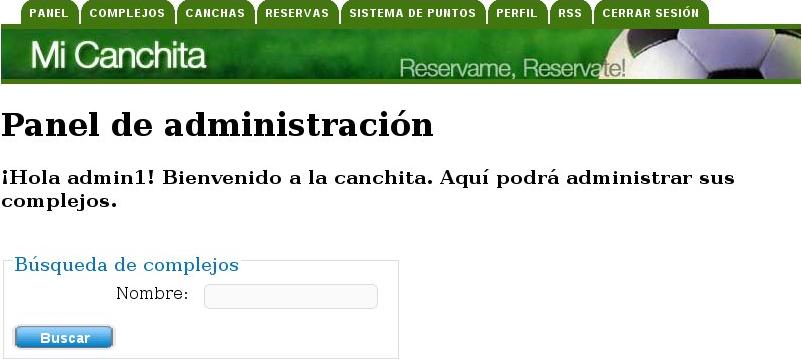 PANEL COMPLEJOS CANCHAS RESERVAS SISTEMA DE PUNTOS PERFIL RSS CERRAR SESIÓN
Mi Canchita
Reservame, Reservate!
Panel de administración
¡Hola admin1! Bienvenido a la canchita. Aquí podrá administrar sus
complejos.
Búsqueda de complejos
Nombre:
Buscar